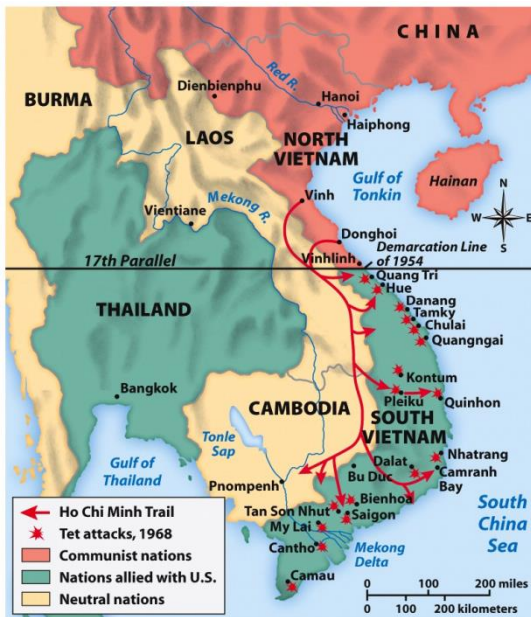 CHINA
Red R.
Dienbienphu
Hanoi
BURMA
Haiphong
LAOS
NORTH
VIETNAM
Gulf of
Tonkin
Hainan
Mekong R.
Vinh
N
W
E
S
Vientiane
Donghoi
Demarcation Line
of 1954
Vinhlinh
17th Parallel
Quang Tri
Hue
THAILAND
Danang
Tamky
Chulai
Quangngai
Kontum
Bangkok
Pleiku
Quinhon
CAMBODIA
SOUTH
VIETNAM
Tonle
Sap
Nhatrang
Dalat
Gulf of
Thailand
Bu Duc
Camranh
Bay
Pnompenh
Bienhoa
Tan Son Nhut
Saigon
South
China
Sea
My Lai
Cantho
Mekong
Delta
Camau
Ho Chi Minh Trail
Tet attacks, 1968
Communist nations
Nations allied with U.S.
Neutral nations
0 100 200 miles
0 100 200 kilometers